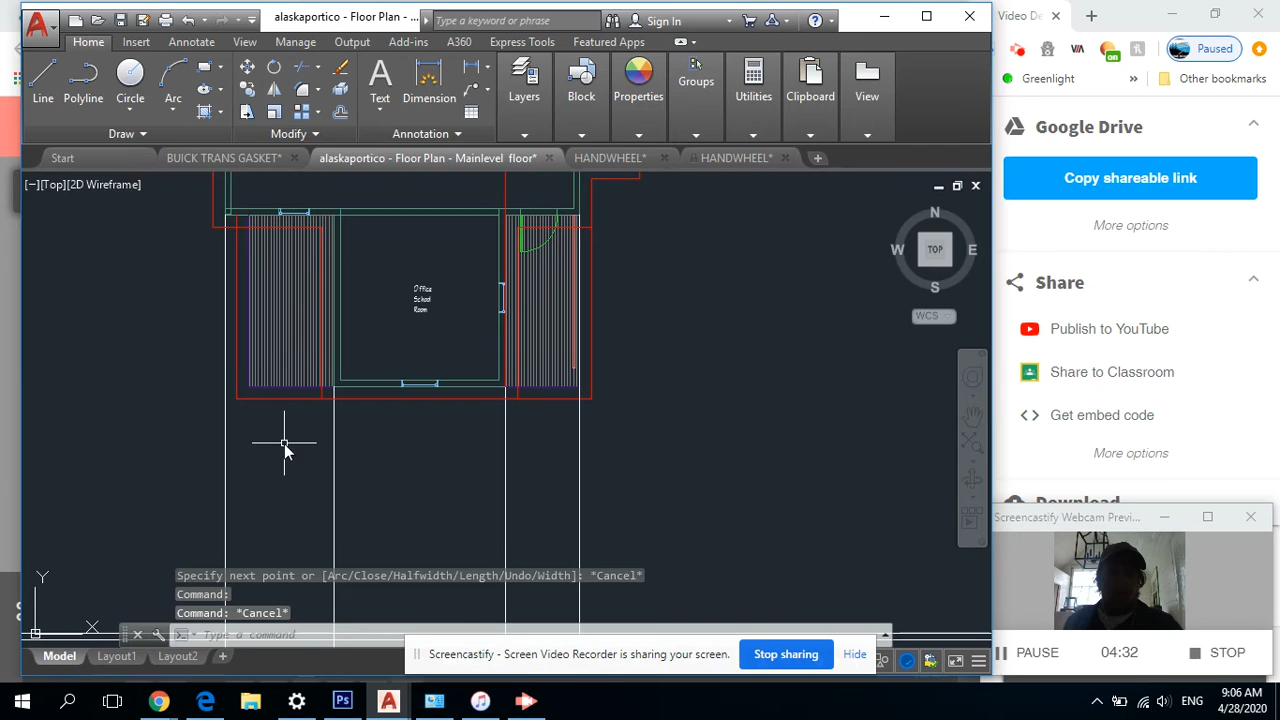 alaskaportico - Floor Plan -
Type a keyword or phrase
Sign In
Video De
Home Insert Annotate View Manage Output Add-ins A360 Express Tools Featured Apps
VIA
on
Paused
Greenlight
Other bookmarks
Line Polyline Circle Arc
Text Dimension
Layers Block Properties Groups Utilities Clipboard View
Draw Modify Annotation
Start BUICK TRANS GASKET* alaskaportico - Floor Plan - Mainlevel floor* HANDWHEEL* HANDWHEEL*
[−][Top][2D Wireframe]
N
W TOP E
S
WCS
Office
School
Room
Y
X
Specify next point or [Arc/Close/Halfwidth/Length/Undo/Width]: *Cancel*
Command:
Command: *Cancel*
Type a command
Model Layout1 Layout2
Screencastify - Screen Video Recorder is sharing your screen.
Stop sharing
Hide
Google Drive
Copy shareable link
More options
Share
Publish to YouTube
Share to Classroom
Get embed code
More options
Download
Screencastify Webcam Previ...
PAUSE 04:32 STOP
ENG
9:06 AM
4/28/2020